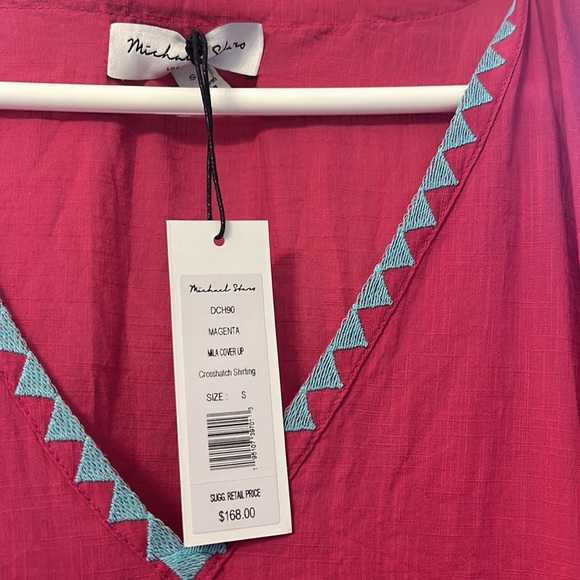 Michael Stars
S
Michael Stars
DCH90
MAGENTA
MILA COVER UP
Crosshatch Shirting
SIZE : S
SUGG. RETAIL PRICE
$168.00